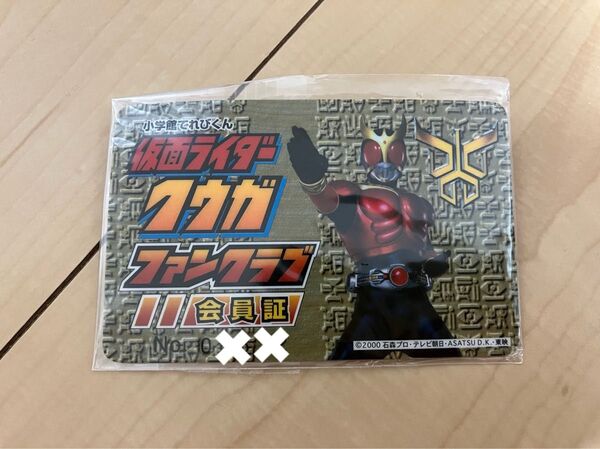 小学館てれびくん
仮面ライダー
クウガ
ファンクラブ
会員証
No. 0
©2000 石森プロ・テレビ朝日・ASATSU D.K.・東映